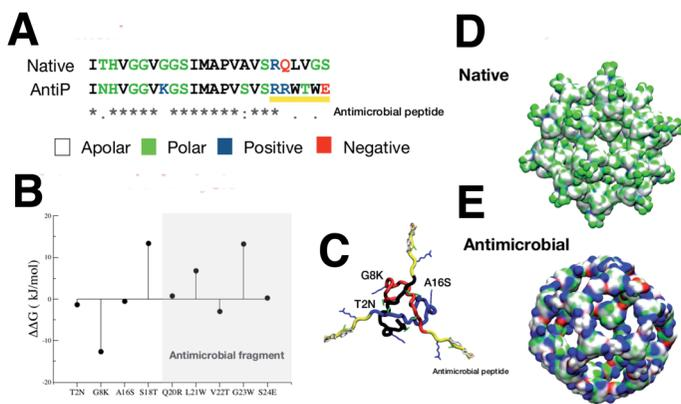 A
Native ITHVGGVGGSIMAPVAVSRQLVGS
AntiP INHVGGVKGSIMAPVSVSRRWTWE
*.***** *******:*** . .
Antimicrobial peptide
Apolar Polar Positive Negative
B
ΔΔG ( kJ/mol)
20
10
0
-10
-20
Antimicrobial fragment
T2N G8K A16S S18T Q20R L21W V22T G23W S24E
C
G8K
A16S
T2N
Antimicrobial peptide
D
Native
E
Antimicrobial